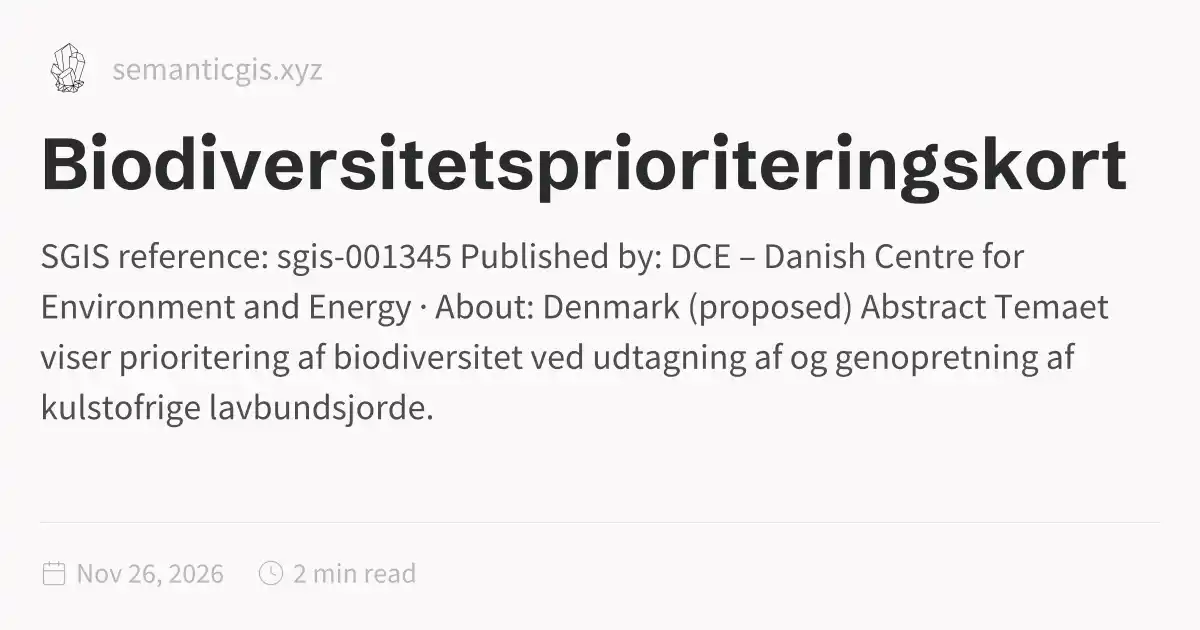 semanticgis.xyz
Biodiversitetsprioriteringskort
SGIS reference: sgis-001345 Published by: DCE – Danish Centre for
Environment and Energy · About: Denmark (proposed) Abstract Temaet
viser prioritering af biodiversitet ved udtagning af og genopretning af
kulstofrige lavbundsjorde.
Nov 26, 2026 2 min read